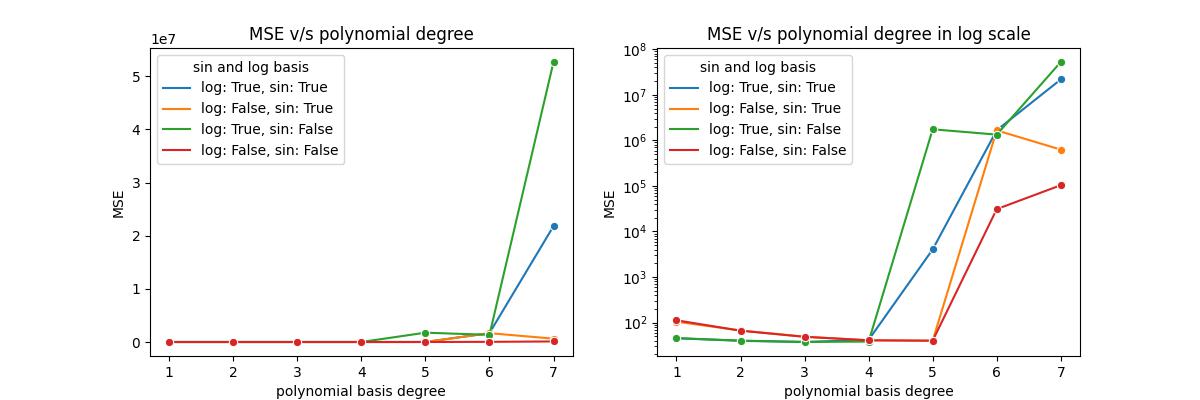 MSE v/s polynomial degree
1e7
sin and log basis
log: True, sin: True
log: False, sin: True
log: True, sin: False
log: False, sin: False
5
4
3
2
1
0
MSE
1 2 3 4 5 6 7
polynomial basis degree
MSE v/s polynomial degree in log scale
sin and log basis
log: True, sin: True
log: False, sin: True
log: True, sin: False
log: False, sin: False
10⁸
10⁷
10⁶
10⁵
10⁴
10³
10²
MSE
1 2 3 4 5 6 7
polynomial basis degree